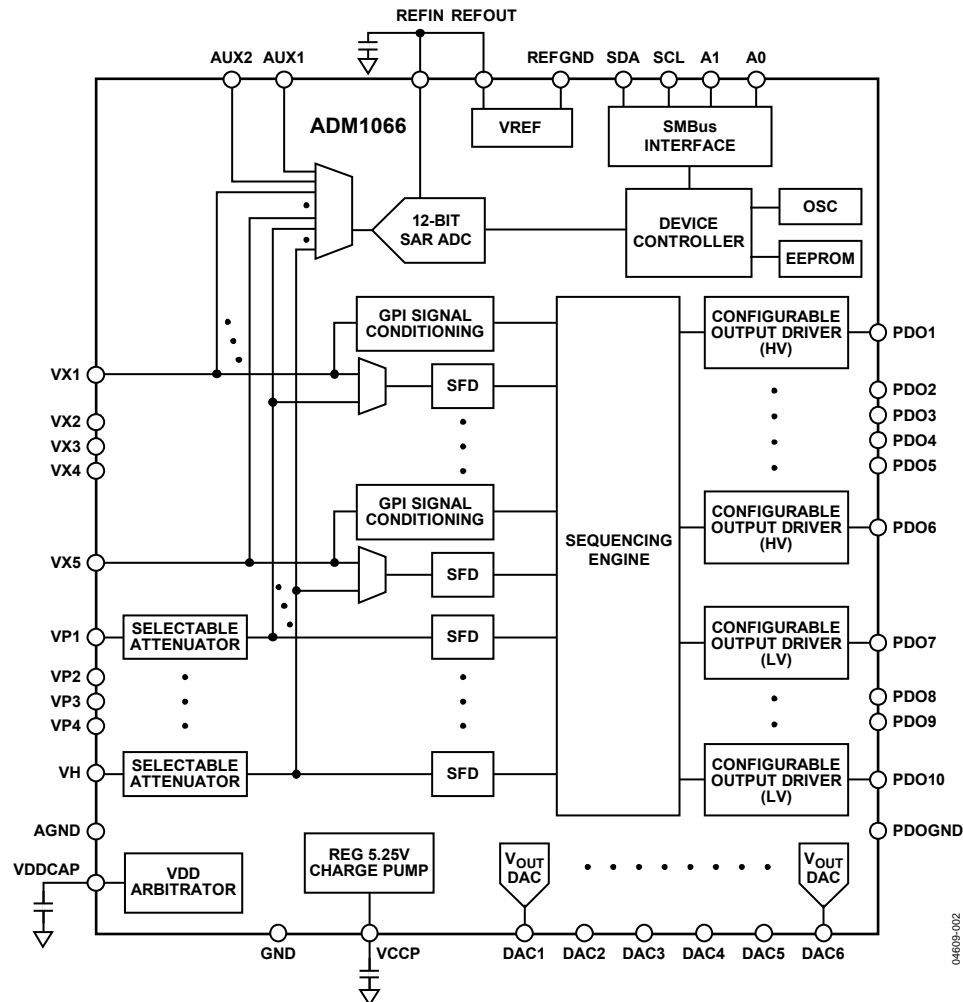 REFIN REFOUT
AUX2 AUX1
REFGND SDA SCL A1 A0
ADM1066
VREF
SMBus
INTERFACE
12-BIT
SAR ADC
DEVICE
CONTROLLER
OSC
EEPROM
GPI SIGNAL
CONDITIONING
CONFIGURABLE
OUTPUT DRIVER
(HV)
PDO1
VX1
SFD
PDO2
VX2
PDO3
VX3
PDO4
VX4
PDO5
GPI SIGNAL
CONDITIONING
CONFIGURABLE
OUTPUT DRIVER
(HV)
PDO6
SEQUENCING
ENGINE
VX5
SFD
VP1
SELECTABLE
ATTENUATOR
SFD
CONFIGURABLE
OUTPUT DRIVER
(LV)
PDO7
VP2
VP3
VP4
PDO8
PDO9
VH
SELECTABLE
ATTENUATOR
SFD
CONFIGURABLE
OUTPUT DRIVER
(LV)
PDO10
AGND
PDOGND
VDDCAP
VDD
ARBITRATOR
REG 5.25V
CHARGE PUMP
VOUT
DAC
VOUT
DAC
GND
VCCP
DAC1 DAC2 DAC3 DAC4 DAC5 DAC6
04609-002